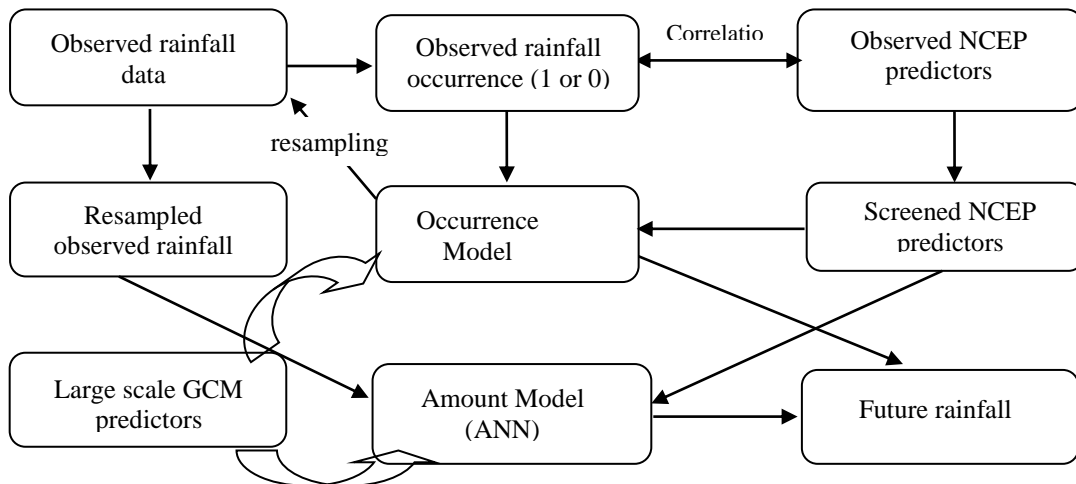 Observed rainfall
data
Observed rainfall
occurrence (1 or 0)
Correlatio
Observed NCEP
predictors
resampling
Resampled
observed rainfall
Occurrence
Model
Screened NCEP
predictors
Large scale GCM
predictors
Amount Model
(ANN)
Future rainfall